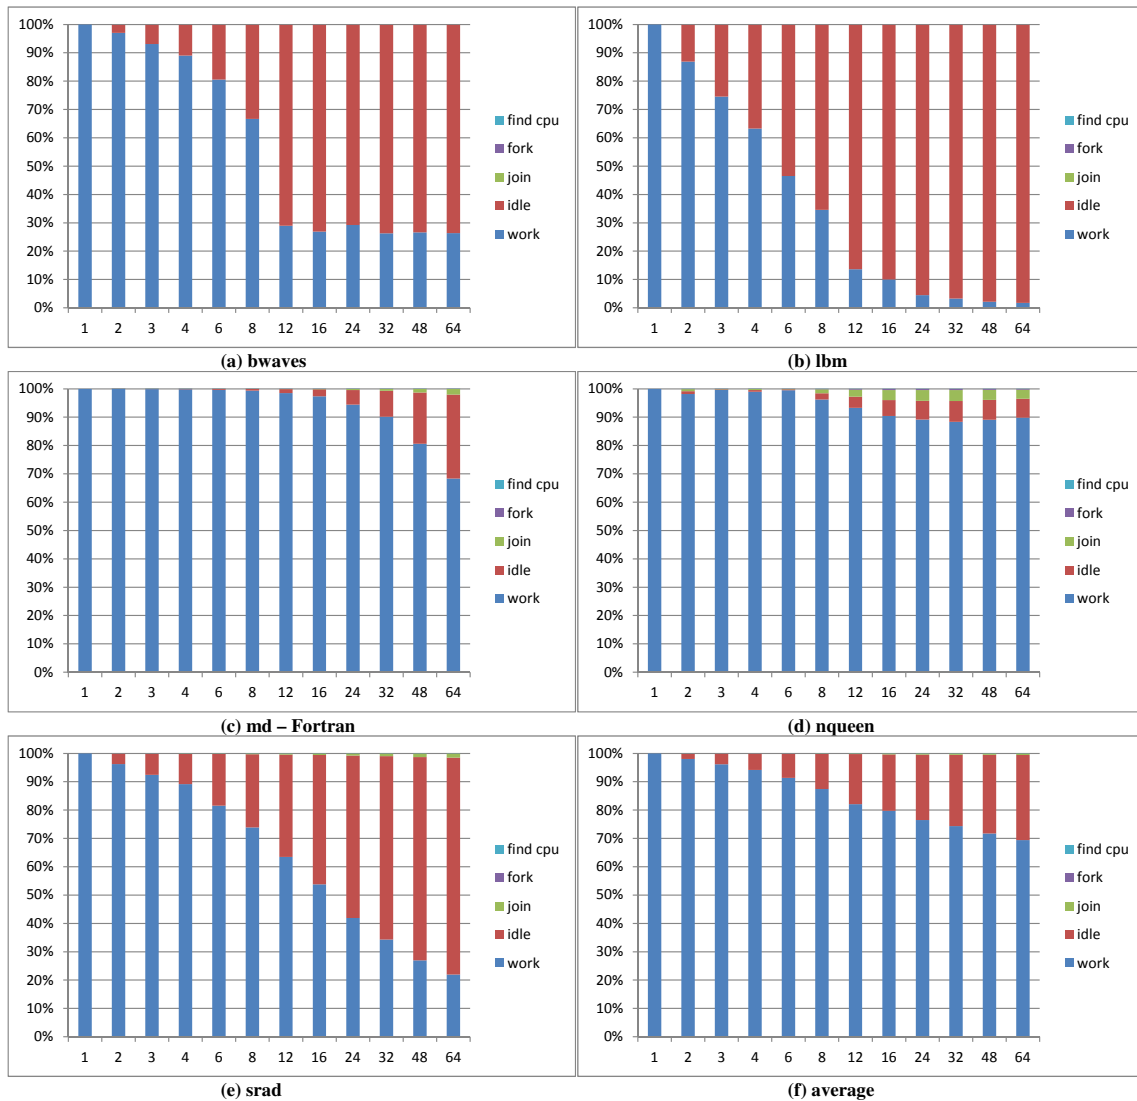 100%
90%
80%
70%
60%
50%
40%
30%
20%
10%
0%
1 2 3 4 6 8 12 16 24 32 48 64
find cpu
fork
join
idle
work
(a) bwaves
100%
90%
80%
70%
60%
50%
40%
30%
20%
10%
0%
1 2 3 4 6 8 12 16 24 32 48 64
find cpu
fork
join
idle
work
(b) lbm
100%
90%
80%
70%
60%
50%
40%
30%
20%
10%
0%
1 2 3 4 6 8 12 16 24 32 48 64
find cpu
fork
join
idle
work
(c) md – Fortran
100%
90%
80%
70%
60%
50%
40%
30%
20%
10%
0%
1 2 3 4 6 8 12 16 24 32 48 64
find cpu
fork
join
idle
work
(d) nqueen
100%
90%
80%
70%
60%
50%
40%
30%
20%
10%
0%
1 2 3 4 6 8 12 16 24 32 48 64
find cpu
fork
join
idle
work
(e) srad
100%
90%
80%
70%
60%
50%
40%
30%
20%
10%
0%
1 2 3 4 6 8 12 16 24 32 48 64
find cpu
fork
join
idle
work
(f) average